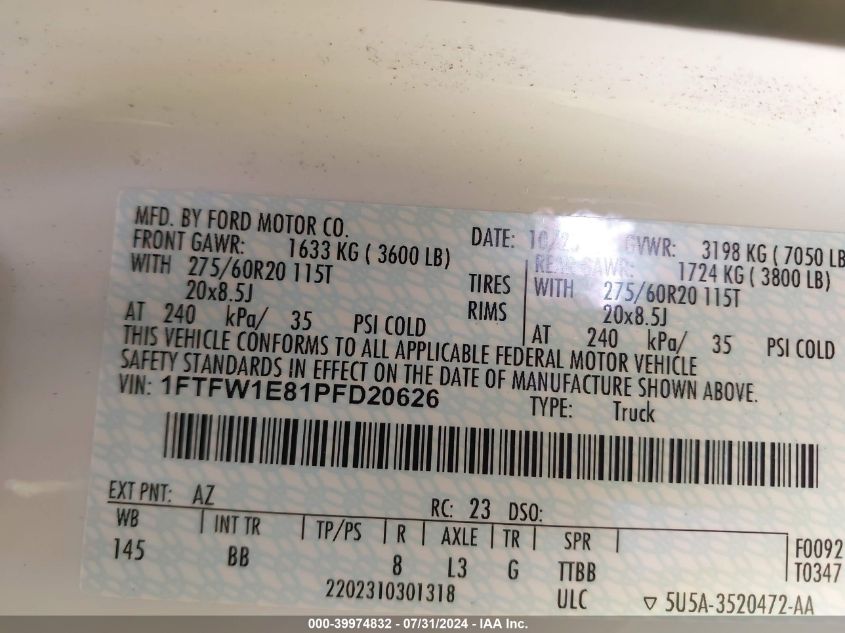 MFD. BY FORD MOTOR CO.
DATE: 10/2 GVWR: 3198 KG ( 7050 LB
FRONT GAWR: 1633 KG ( 3600 LB)
REAR GAWR: 1724 KG ( 3800 LB)
WITH 275/60R20 115T TIRES
WITH 275/60R20 115T
20x8.5J RIMS
20x8.5J
AT 240 kPa/ 35 PSI COLD
AT 240 kPa/ 35 PSI COLD
THIS VEHICLE CONFORMS TO ALL APPLICABLE FEDERAL MOTOR VEHICLE
SAFETY STANDARDS IN EFFECT ON THE DATE OF MANUFACTURE SHOWN ABOVE.
VIN: 1FTFW1E81PFD20626
TYPE: Truck
EXT PNT: AZ RC: 23 DSO:
WB INT TR TP/PS R AXLE TR SPR
145 BB 8 L3 G TTBB
F0092
T0347
2202310301318 ULC 5U5A-3520472-AA
000-39974832 - 07/31/2024 - IAA Inc.